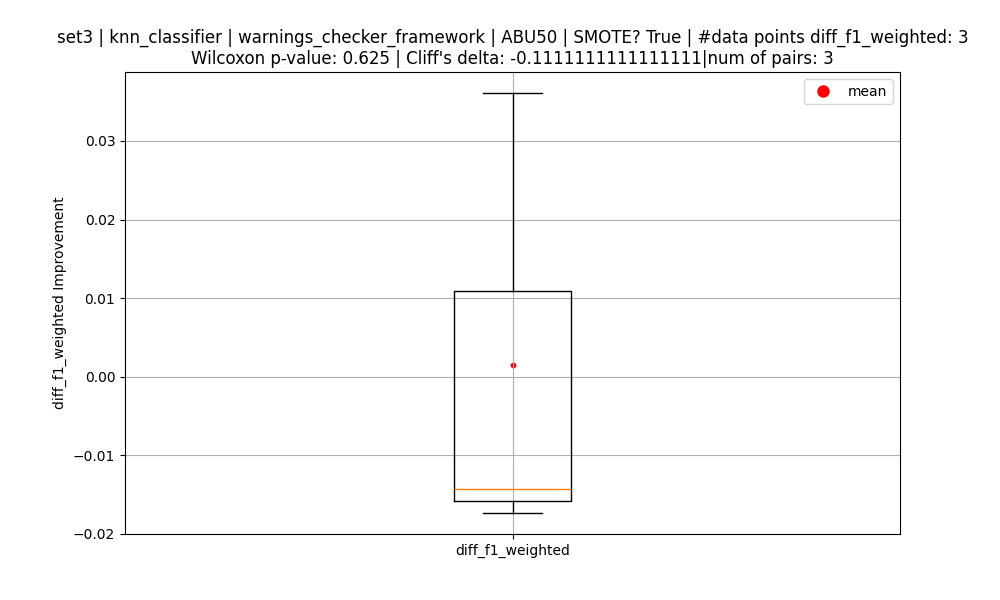 set3 | knn_classifier | warnings_checker_framework | ABU50 | SMOTE? True | #data points diff_f1_weighted: 3
Wilcoxon p-value: 0.625 | Cliff's delta: -0.1111111111111111|num of pairs: 3
mean
0.03
0.02
0.01
0.00
−0.01
−0.02
diff_f1_weighted Improvement
diff_f1_weighted